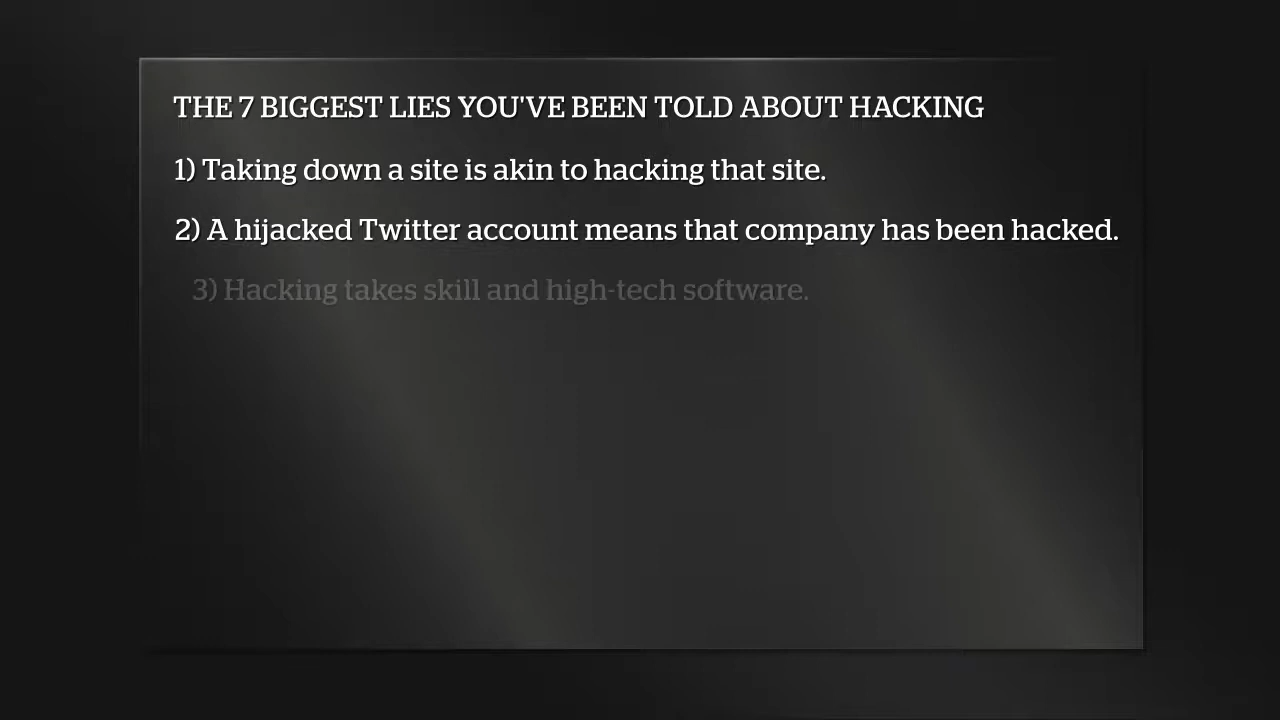 THE 7 BIGGEST LIES YOU'VE BEEN TOLD ABOUT HACKING
1) Taking down a site is akin to hacking that site.
2) A hijacked Twitter account means that company has been hacked.
3) Hacking takes skill and high-tech software.